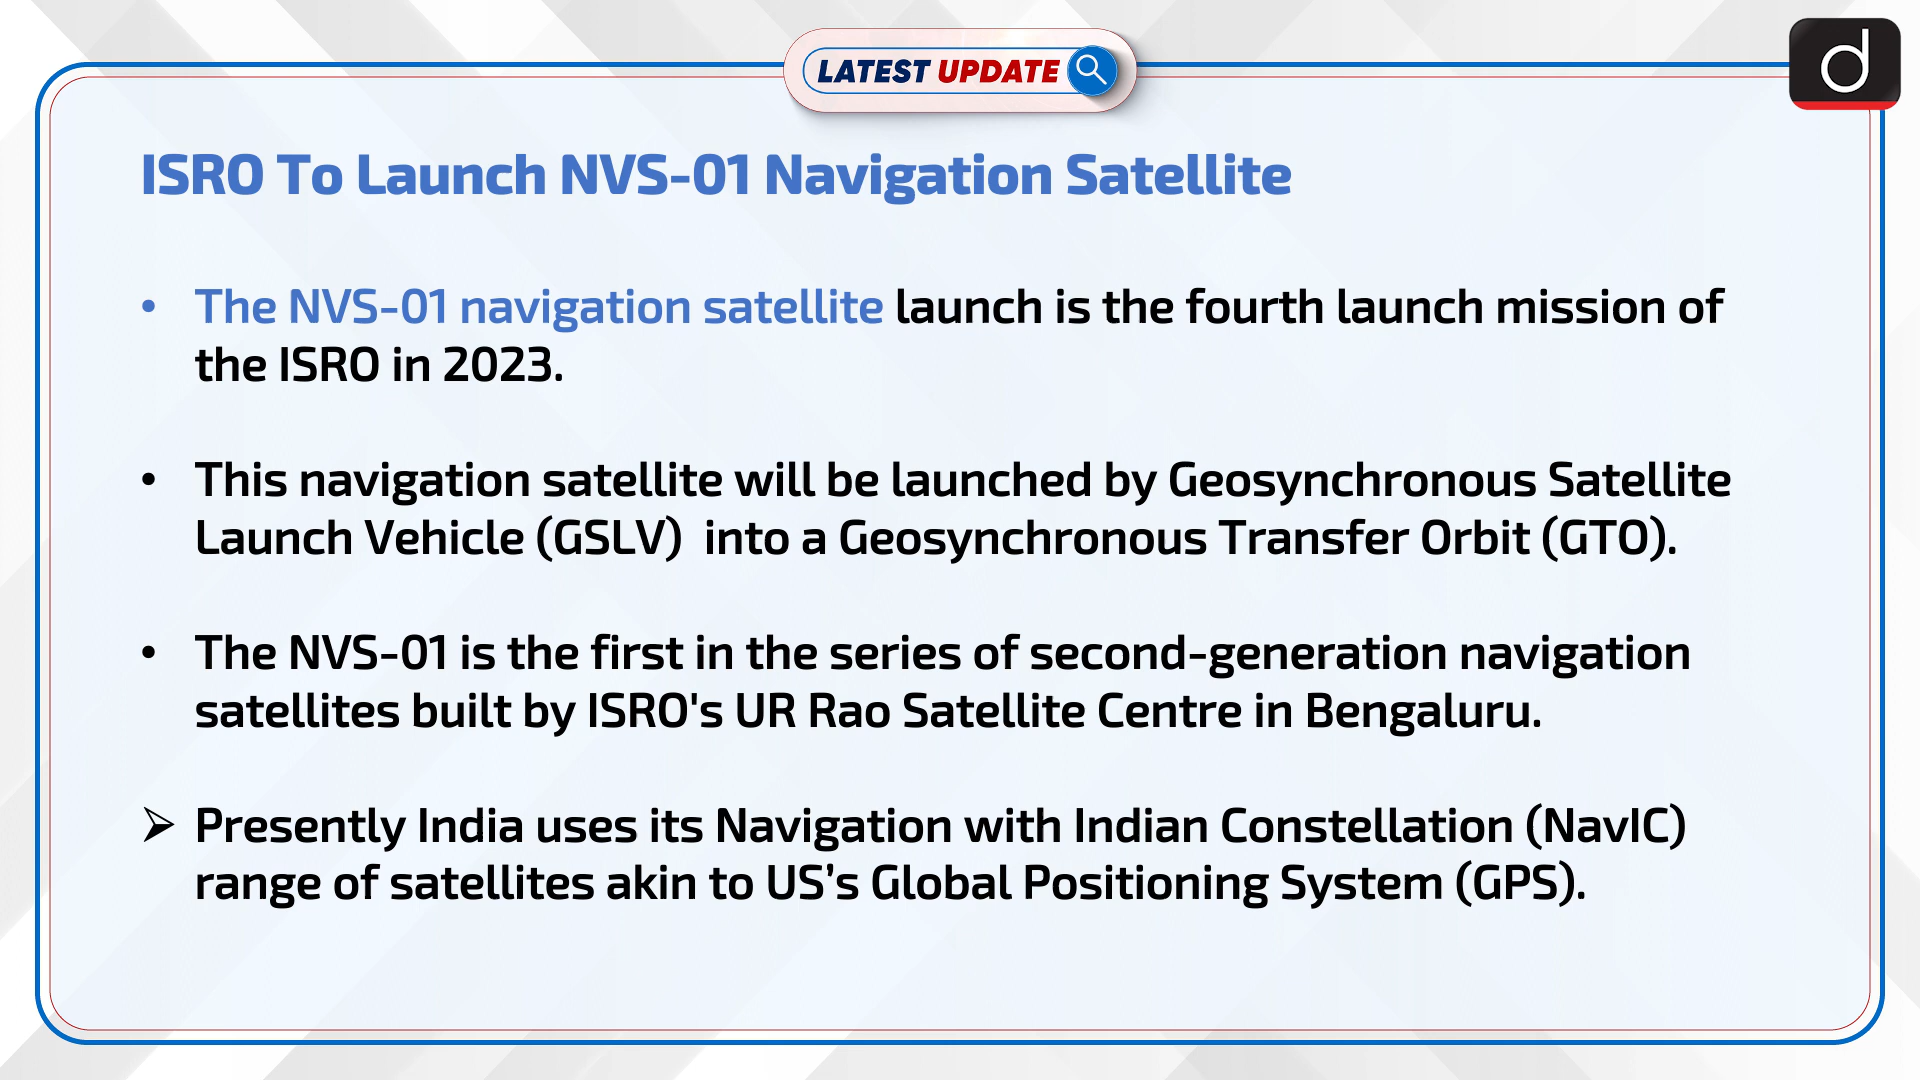 LATEST UPDATE
d
ISRO To Launch NVS-01 Navigation Satellite
• The NVS-01 navigation satellite launch is the fourth launch mission of
the ISRO in 2023.
• This navigation satellite will be launched by Geosynchronous Satellite
Launch Vehicle (GSLV)  into a Geosynchronous Transfer Orbit (GTO).
• The NVS-01 is the first in the series of second-generation navigation
satellites built by ISRO's UR Rao Satellite Centre in Bengaluru.
➢ Presently India uses its Navigation with Indian Constellation (NavIC)
range of satellites akin to US’s Global Positioning System (GPS).